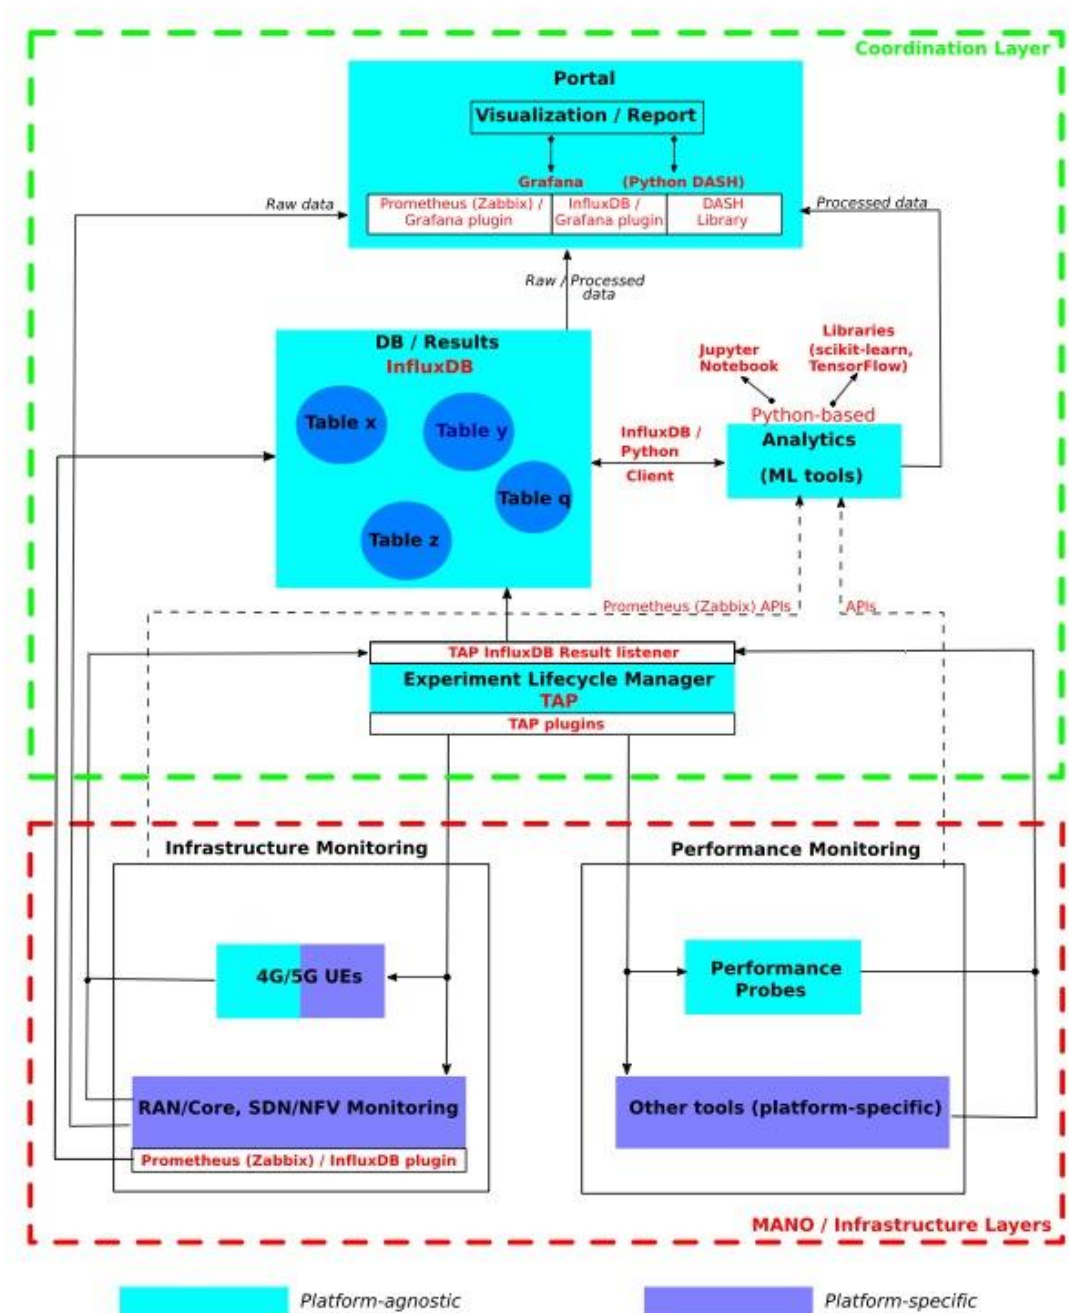 Coordination Layer
Portal
Visualization / Report
Grafana
(Python DASH)
Raw data
Prometheus (Zabbix) /
Grafana plugin
InfluxDB /
Grafana plugin
DASH
Library
Processed data
Raw / Processed
data
DB / Results
InfluxDB
Table x
Table y
Table q
Table z
InfluxDB /
Python
Client
Jupyter
Notebook
Libraries
(scikit-learn,
TensorFlow)
Python-based
Analytics
(ML tools)
Prometheus (Zabbix) APIs
APIs
TAP InfluxDB Result listener
Experiment Lifecycle Manager
TAP
TAP plugins
Infrastructure Monitoring
Performance Monitoring
4G/5G UEs
Performance
Probes
RAN/Core, SDN/NFV Monitoring
Other tools (platform-specific)
Prometheus (Zabbix) / InfluxDB plugin
MANO / Infrastructure Layers
Platform-agnostic
Platform-specific